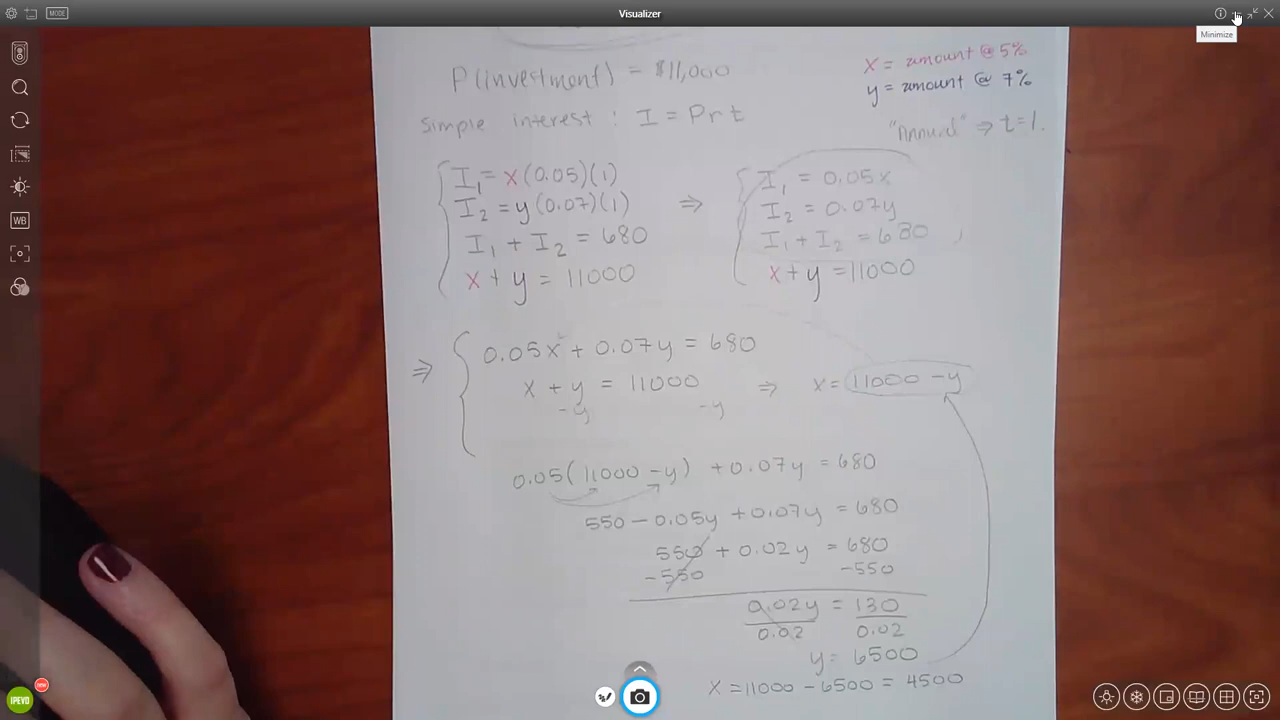 MODE
Visualizer
Minimize
WB
P(investment) = $11,000
x = amount @ 5%
y = amount @ 7%
simple interest : I = Prt
"Annual" ⇒ t=1.
I₁ = x(0.05)(1)
I₂ = y(0.07)(1)
I₁ + I₂ = 680
x + y = 11000
⇒
I₁ = 0.05x
I₂ = 0.07y
I₁ + I₂ = 680
x + y = 11000
⇒ 0.05x + 0.07y = 680
x + y = 11000 ⇒ x = 11000 - y
-y -y
0.05(11000 - y) + 0.07y = 680
550 - 0.05y + 0.07y = 680
550 + 0.02y = 680
-550 -550
0.02y = 130
0.02 0.02
y = 6500
x = 11000 - 6500 = 4500
new
IPEVO